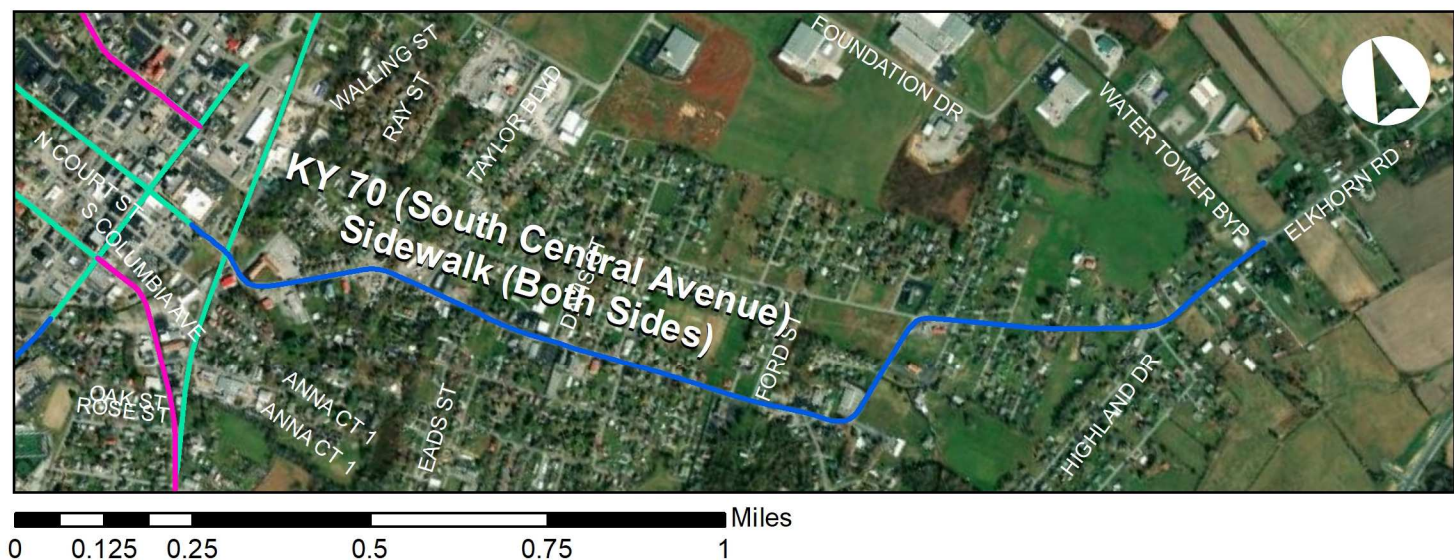 FOUNDATION DR
WALLING ST
RAY ST
TAYLOR BLVD
WATER TOWER BYP
ELKHORN RD
N COURT ST
S COLUMBIA AVE
KY 70 (South Central Avenue)
Sidewalk (Both Sides)
FORD ST
OAK ST
ROSE ST
ANNA CT 1
ANNA CT 1
EADS ST
HIGHLAND DR
Miles
0 0.125 0.25 0.5 0.75 1